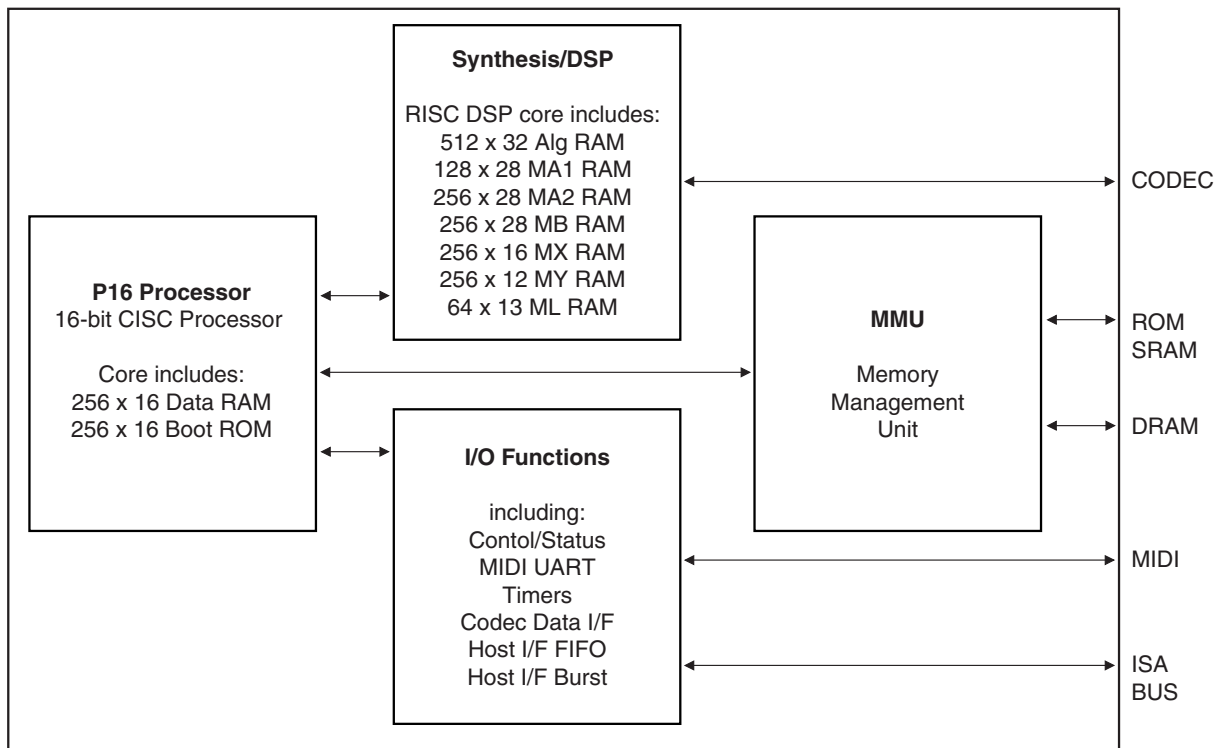 Synthesis/DSP
RISC DSP core includes:
512 x 32 Alg RAM
128 x 28 MA1 RAM
256 x 28 MA2 RAM
256 x 28 MB RAM
256 x 16 MX RAM
256 x 12 MY RAM
64 x 13 ML RAM
P16 Processor
16-bit CISC Processor
Core includes:
256 x 16 Data RAM
256 x 16 Boot ROM
MMU
Memory
Management
Unit
I/O Functions
including:
Contol/Status
MIDI UART
Timers
Codec Data I/F
Host I/F FIFO
Host I/F Burst
CODEC
ROM
SRAM
DRAM
MIDI
ISA
BUS